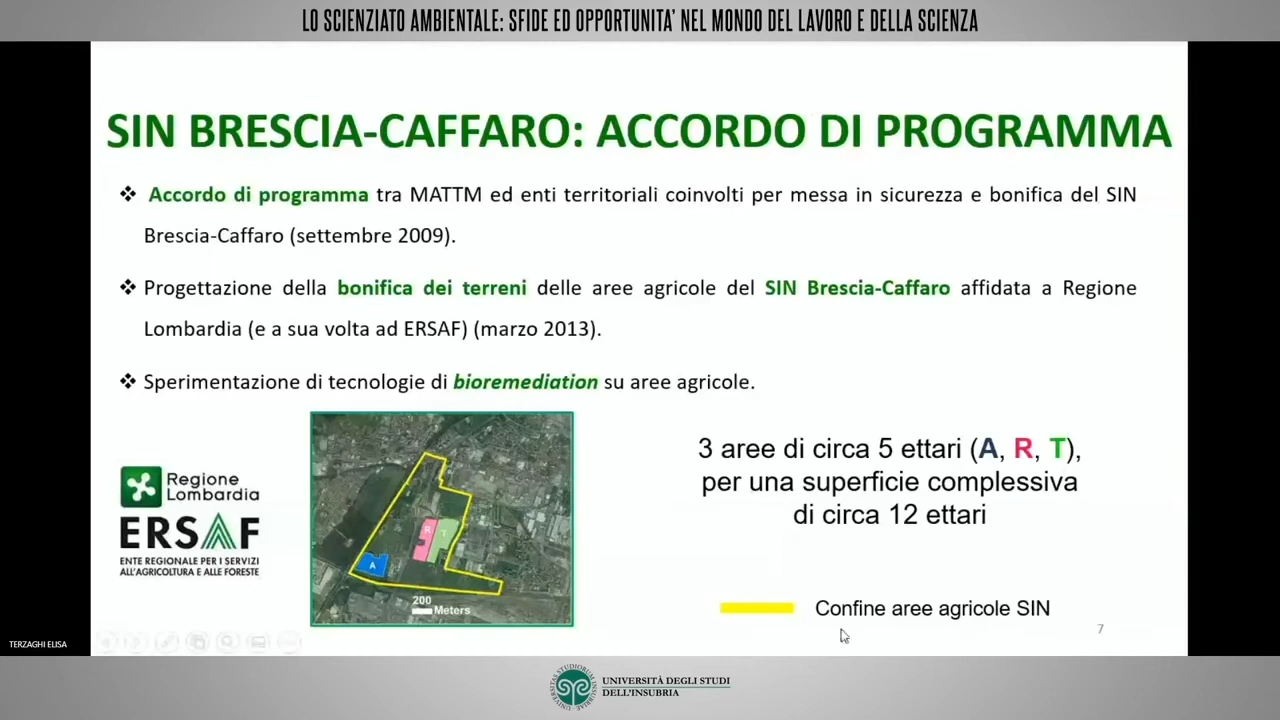 LO SCIENZIATO AMBIENTALE: SFIDE ED OPPORTUNITA' NEL MONDO DEL LAVORO E DELLA SCIENZA
SIN BRESCIA-CAFFARO: ACCORDO DI PROGRAMMA
❖ Accordo di programma tra MATTM ed enti territoriali coinvolti per messa in sicurezza e bonifica del SIN
Brescia-Caffaro (settembre 2009).
❖ Progettazione della bonifica dei terreni delle aree agricole del SIN Brescia-Caffaro affidata a Regione
Lombardia (e a sua volta ad ERSAF) (marzo 2013).
❖ Sperimentazione di tecnologie di bioremediation su aree agricole.
Regione
Lombardia
ERSAF
ENTE REGIONALE PER I SERVIZI
ALL'AGRICOLTURA E ALLE FORESTE
R
T
A
200
Meters
3 aree di circa 5 ettari (A, R, T),
per una superficie complessiva
di circa 12 ettari
Confine aree agricole SIN
7
TERZAGHI ELISA
UNIVERSITÀ DEGLI STUDI
DELL'INSUBRIA